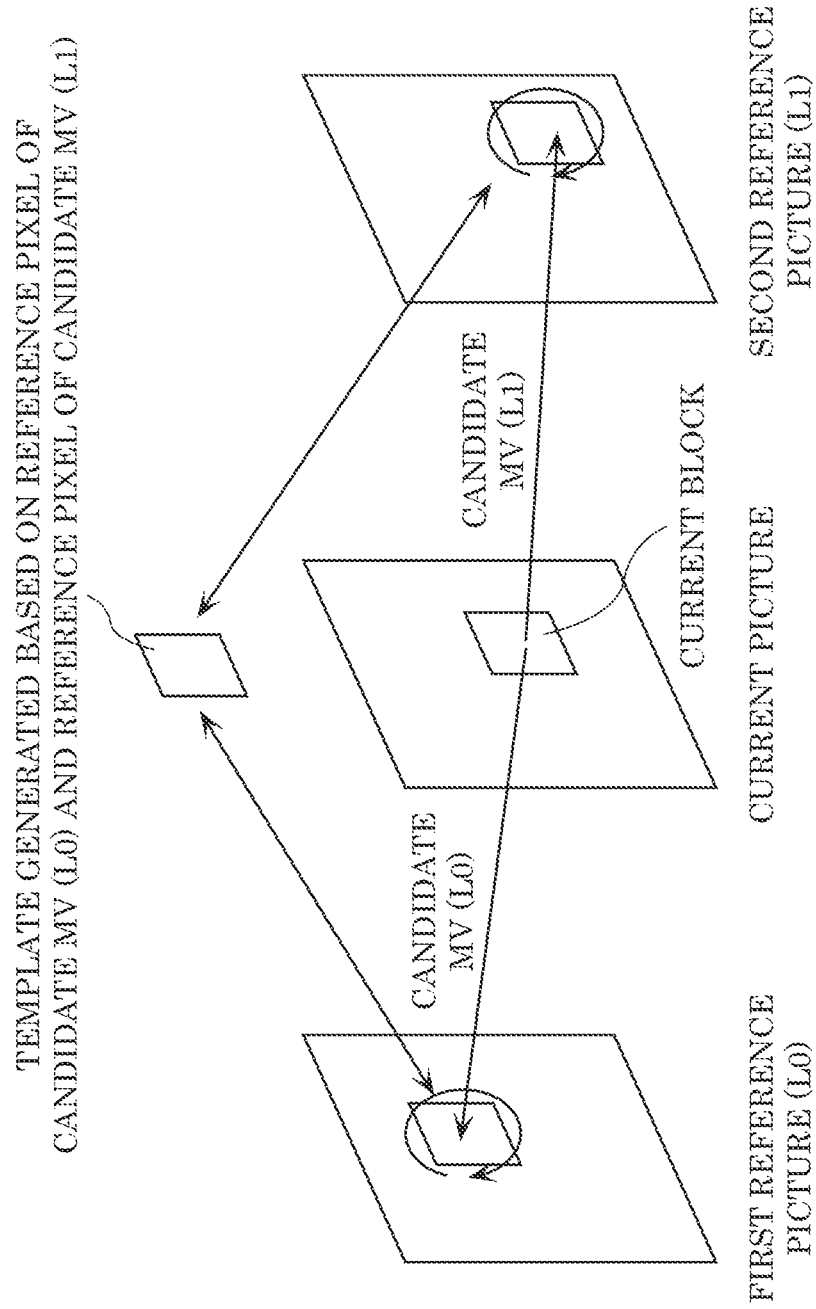 TEMPLATE GENERATED BASED ON REFERENCE PIXEL OF
CANDIDATE MV (L0) AND REFERENCE PIXEL OF CANDIDATE MV (L1)
CANDIDATE
MV (L0)
CANDIDATE
MV (L1)
CURRENT BLOCK
FIRST REFERENCE
PICTURE (L0)
CURRENT PICTURE
SECOND REFERENCE
PICTURE (L1)